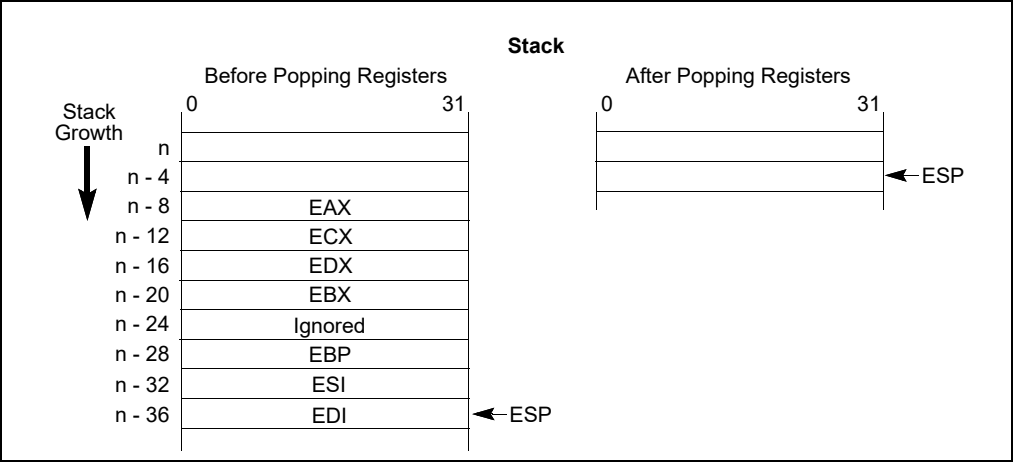 Stack
Before Popping Registers
After Popping Registers
0 31
0 31
Stack
Growth
n
n - 4
ESP
n - 8 EAX
n - 12 ECX
n - 16 EDX
n - 20 EBX
n - 24 Ignored
n - 28 EBP
n - 32 ESI
n - 36 EDI ESP